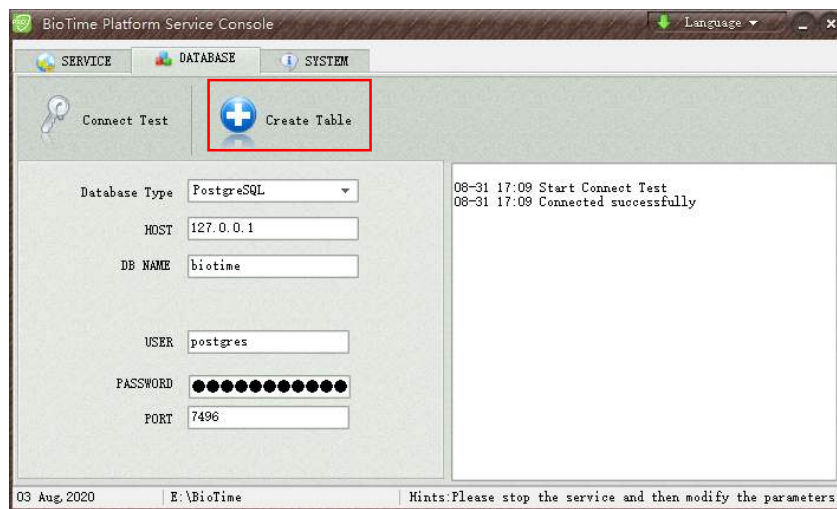 BioTime Platform Service Console
Language
SERVICE
DATABASE
SYSTEM
Connect Test
Create Table
Database Type
PostgreSQL
HOST
127.0.0.1
DB NAME
biotime
USER
postgres
PASSWORD
●●●●●●●●●●●
PORT
7496
08-31 17:09 Start Connect Test
08-31 17:09 Connected successfully
03 Aug,2020
E:\BioTime
Hints:Please stop the service and then modify the parameters